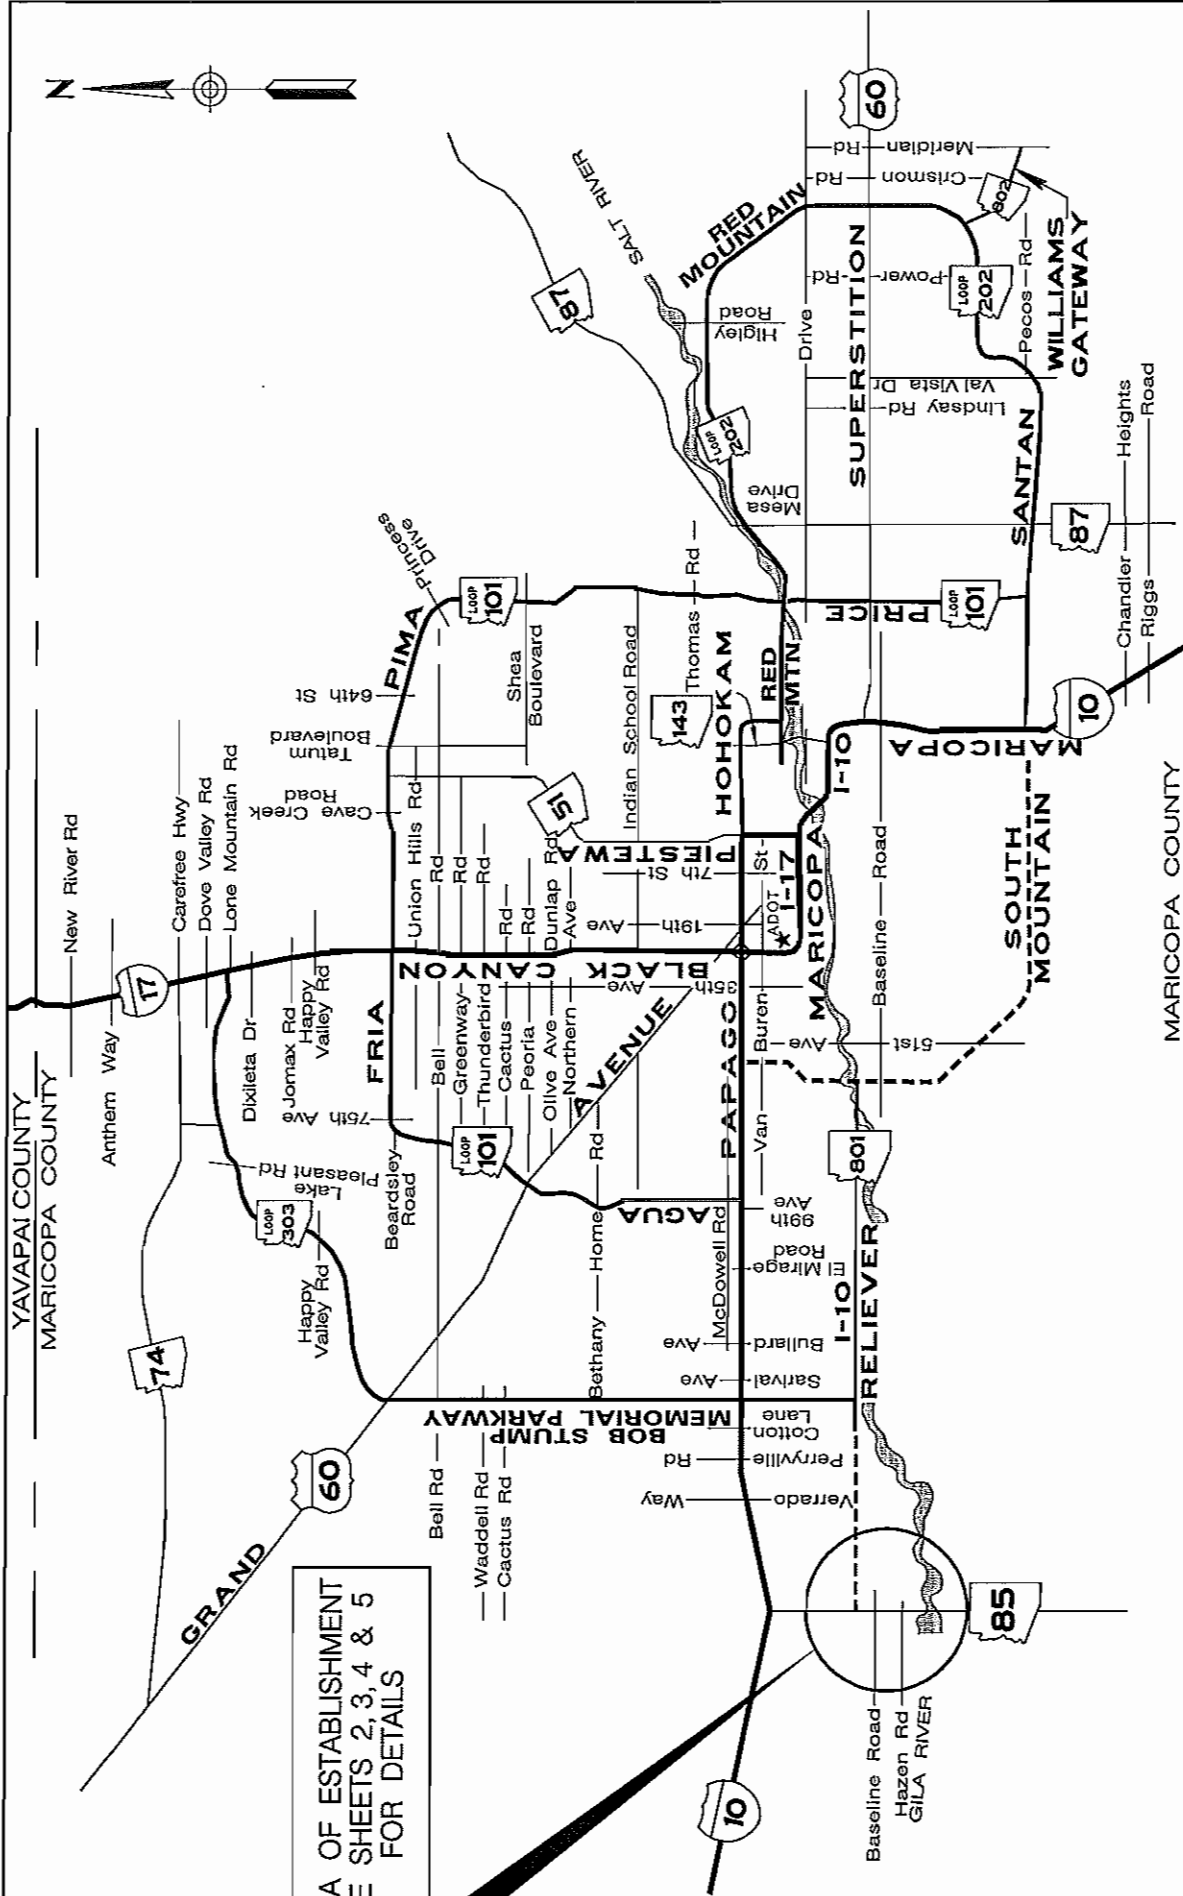 YAVAPAI COUNTY
MARICOPA COUNTY
N
New River Rd
Anthem Way
17
Carefree Hwy
Dove Valley Rd
Lone Mountain Rd
74
Dixileta Dr
Jomax Rd
Happy
Valley Rd
Lake
Pleasant Rd
LOOP
303
Happy
Valley Rd
60
GRAND
AVENUE
75th Ave
Beardsley
Road
FRIA
PIMA
64th St
Tatum
Boulevard
Cave Creek
Road
Princess
Drive
LOOP
101
Union Hills Rd
Bell Rd
Bell
Rd
Greenway
Rd
Thunderbird
Rd
Cactus
Rd
Peoria
Rd
Olive Ave
Dunlap Rd
Northern
Ave
Shea
Boulevard
51
LOOP
101
BLACK CANYON
PIESTEWA
Indian School Road
Thomas Rd
87
SALT RIVER
RED
MOUNTAIN
Higley
Road
LOOP
202
Mesa
Drive
Waddell Rd
Cactus Rd
BOB STUMP
MEMORIAL PARKWAY
Bethany Home Rd
AGUA
McDowell Rd
7th St
19th Ave
35th Ave
HOHOKAM
143
RED
MTN
PAPAGO
Van Buren St
ADOT
I-17
MARICOPA
I-10
51st Ave
99th
Ave
El Mirage
Road
Bullard Ave
Sarival Ave
Cotton
Lane
Perryville Rd
Verrado Way
I-10
RELIEVER
801
Baseline Road
PRICE
LOOP
101
Drive
SUPERSTITION
60
Meridian Rd
Crismon Rd
Power Rd
Val Vista Dr
Lindsay Rd
LOOP
202
802
Pecos Rd
WILLIAMS
GATEWAY
SANTAN
87
Chandler Heights
Riggs Road
MARICOPA
10
SOUTH
MOUNTAIN
MARICOPA COUNTY
10
85
Baseline Road
Hazen Rd
GILA RIVER
A OF ESTABLISHMENT
E SHEETS 2, 3, 4 & 5
FOR DETAILS